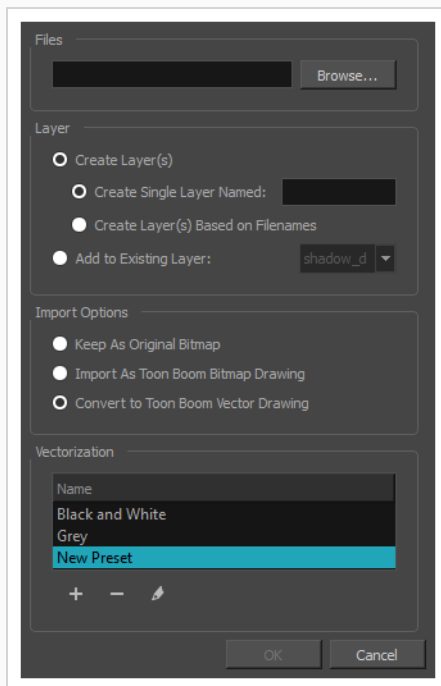 Files
Browse...
Layer
Create Layer(s)
Create Single Layer Named:
Create Layer(s) Based on Filenames
Add to Existing Layer:
shadow_d
Import Options
Keep As Original Bitmap
Import As Toon Boom Bitmap Drawing
Convert to Toon Boom Vector Drawing
Vectorization
Name
Black and White
Grey
New Preset
OK
Cancel